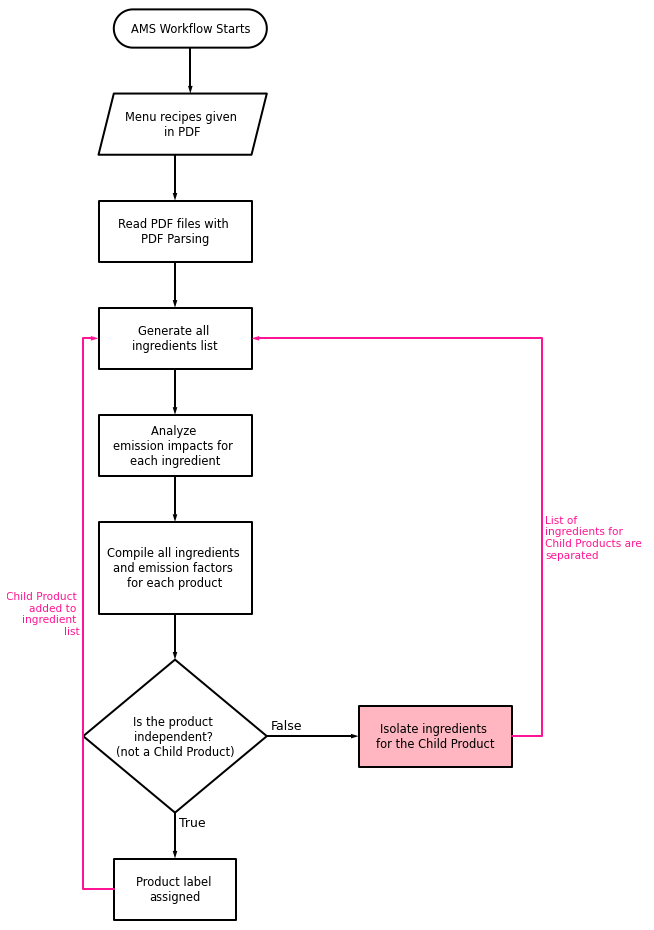 AMS Workflow Starts
Menu recipes given
in PDF
Read PDF files with
PDF Parsing
Generate all
ingredients list
Analyze
emission impacts for
each ingredient
List of
ingredients for
Child Products are
separated
Compile all ingredients
and emission factors
for each product
Child Product
added to
ingredient
list
Is the product
independent?
(not a Child Product)
False
Isolate ingredients
for the Child Product
True
Product label
assigned